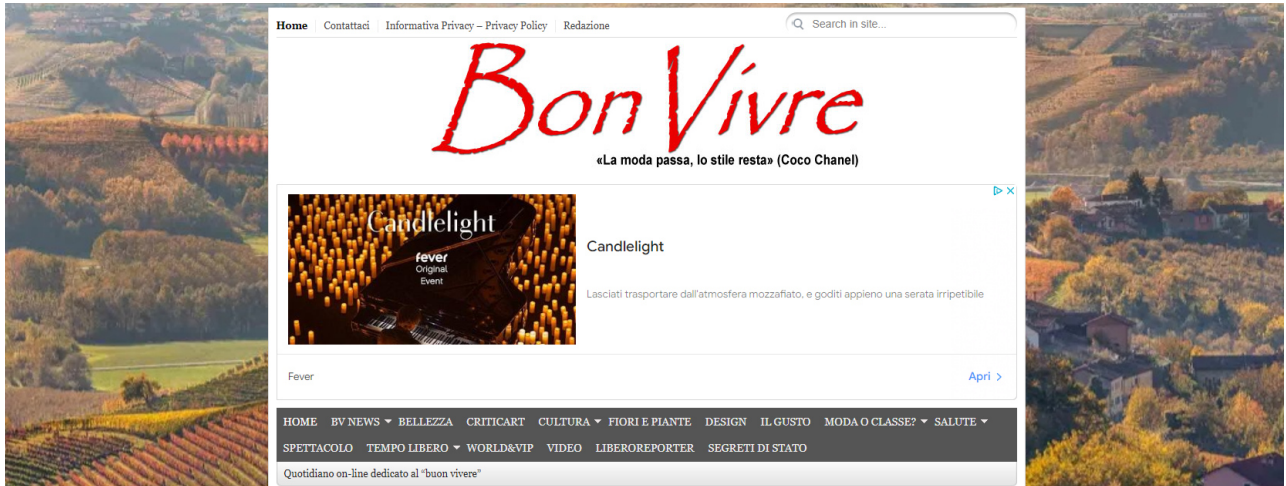 Home Contattaci Informativa Privacy – Privacy Policy Redazione Search in site...
Bon Vivre
«La moda passa, lo stile resta» (Coco Chanel)
Candlelight
fever
Original
Event
Candlelight
Lasciati trasportare dall'atmosfera mozzafiato, e goditi appieno una serata irripetibile
Fever Apri >
HOME BV NEWS BELLEZZA CRITICART CULTURA FIORI E PIANTE DESIGN IL GUSTO MODA O CLASSE? SALUTE
SPETTACOLO TEMPO LIBERO WORLD&VIP VIDEO LIBEROREPORTER SEGRETI DI STATO
Quotidiano on-line dedicato al “buon vivere”